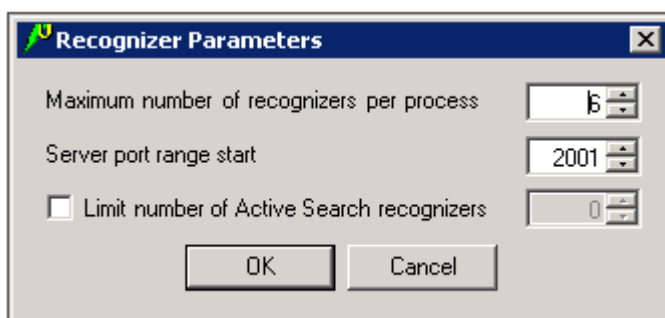 Recognizer Parameters
Maximum number of recognizers per process 6
Server port range start 2001
Limit number of Active Search recognizers 0
OK Cancel